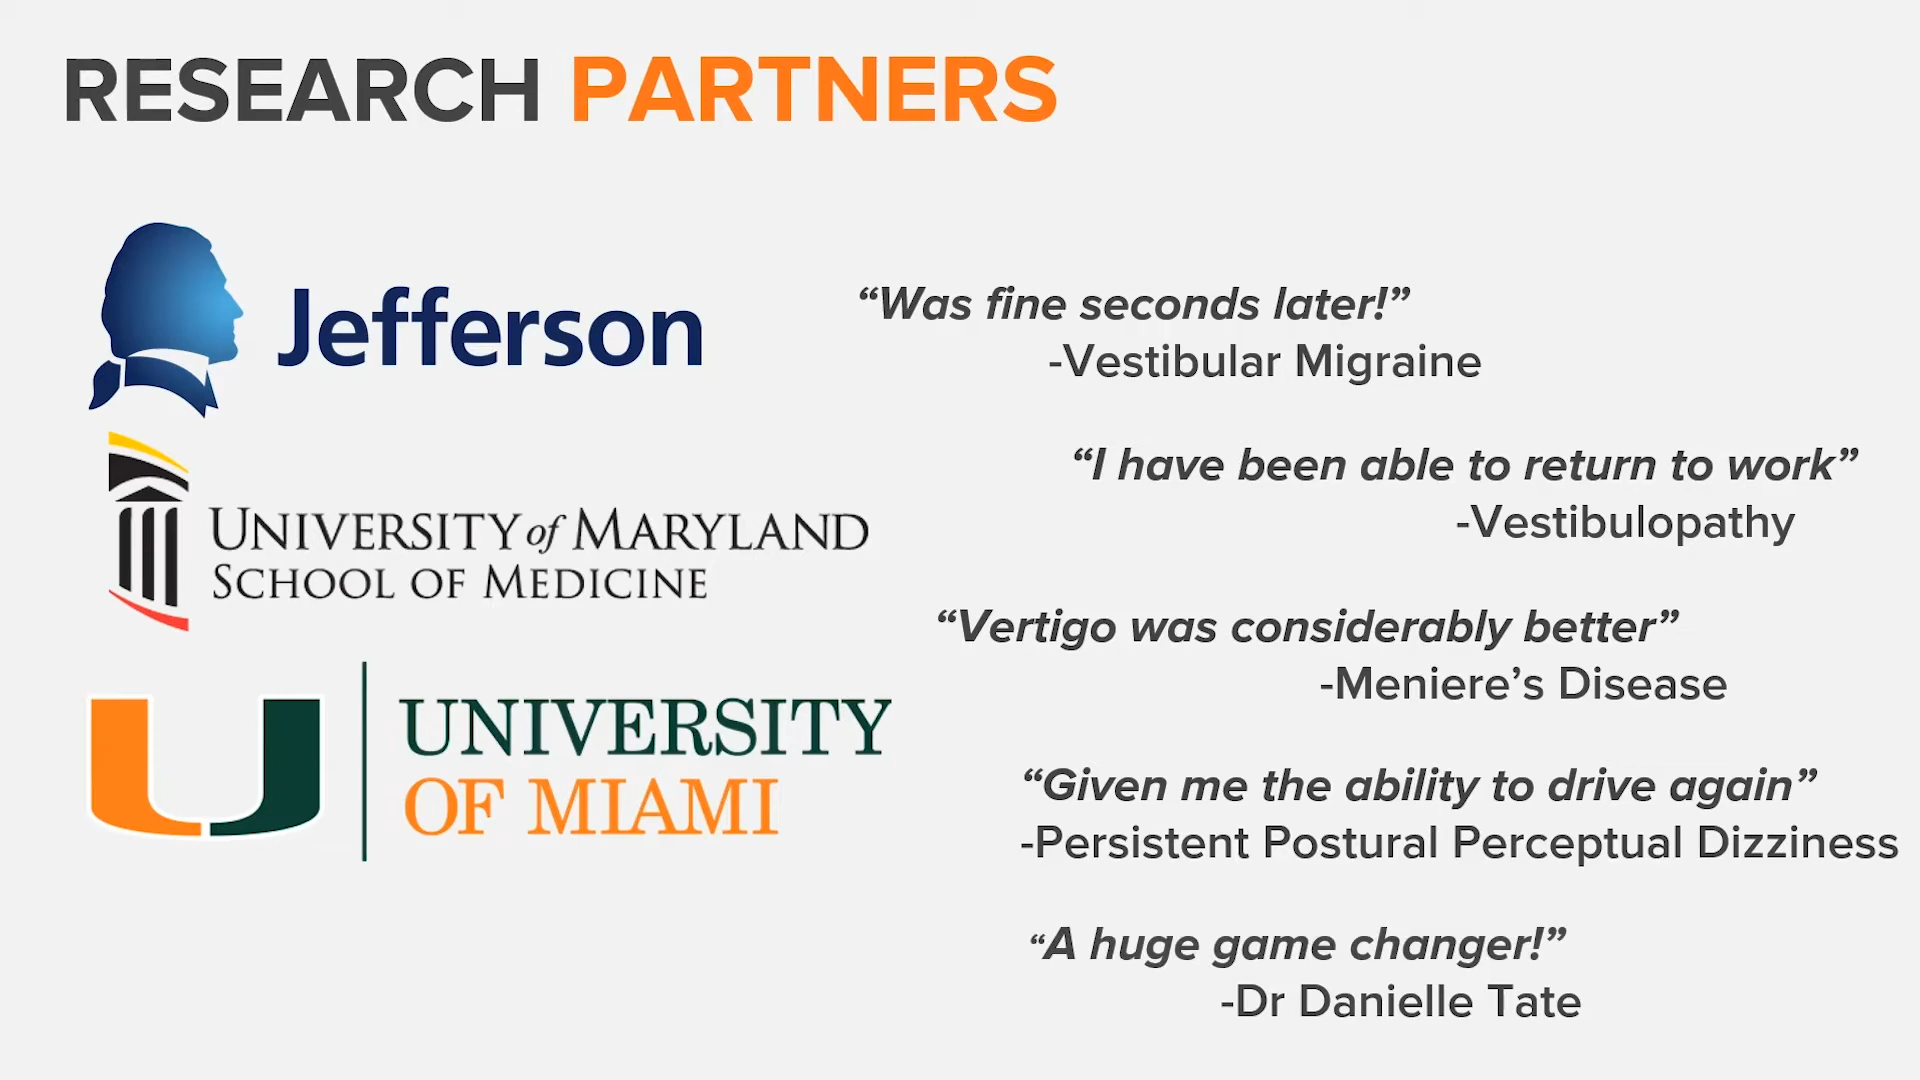 RESEARCH PARTNERS
Jefferson
UNIVERSITY of MARYLAND
SCHOOL OF MEDICINE
UNIVERSITY
OF MIAMI
“Was fine seconds later!”
-Vestibular Migraine
“I have been able to return to work”
-Vestibulopathy
“Vertigo was considerably better”
-Meniere’s Disease
“Given me the ability to drive again”
-Persistent Postural Perceptual Dizziness
“A huge game changer!”
-Dr Danielle Tate